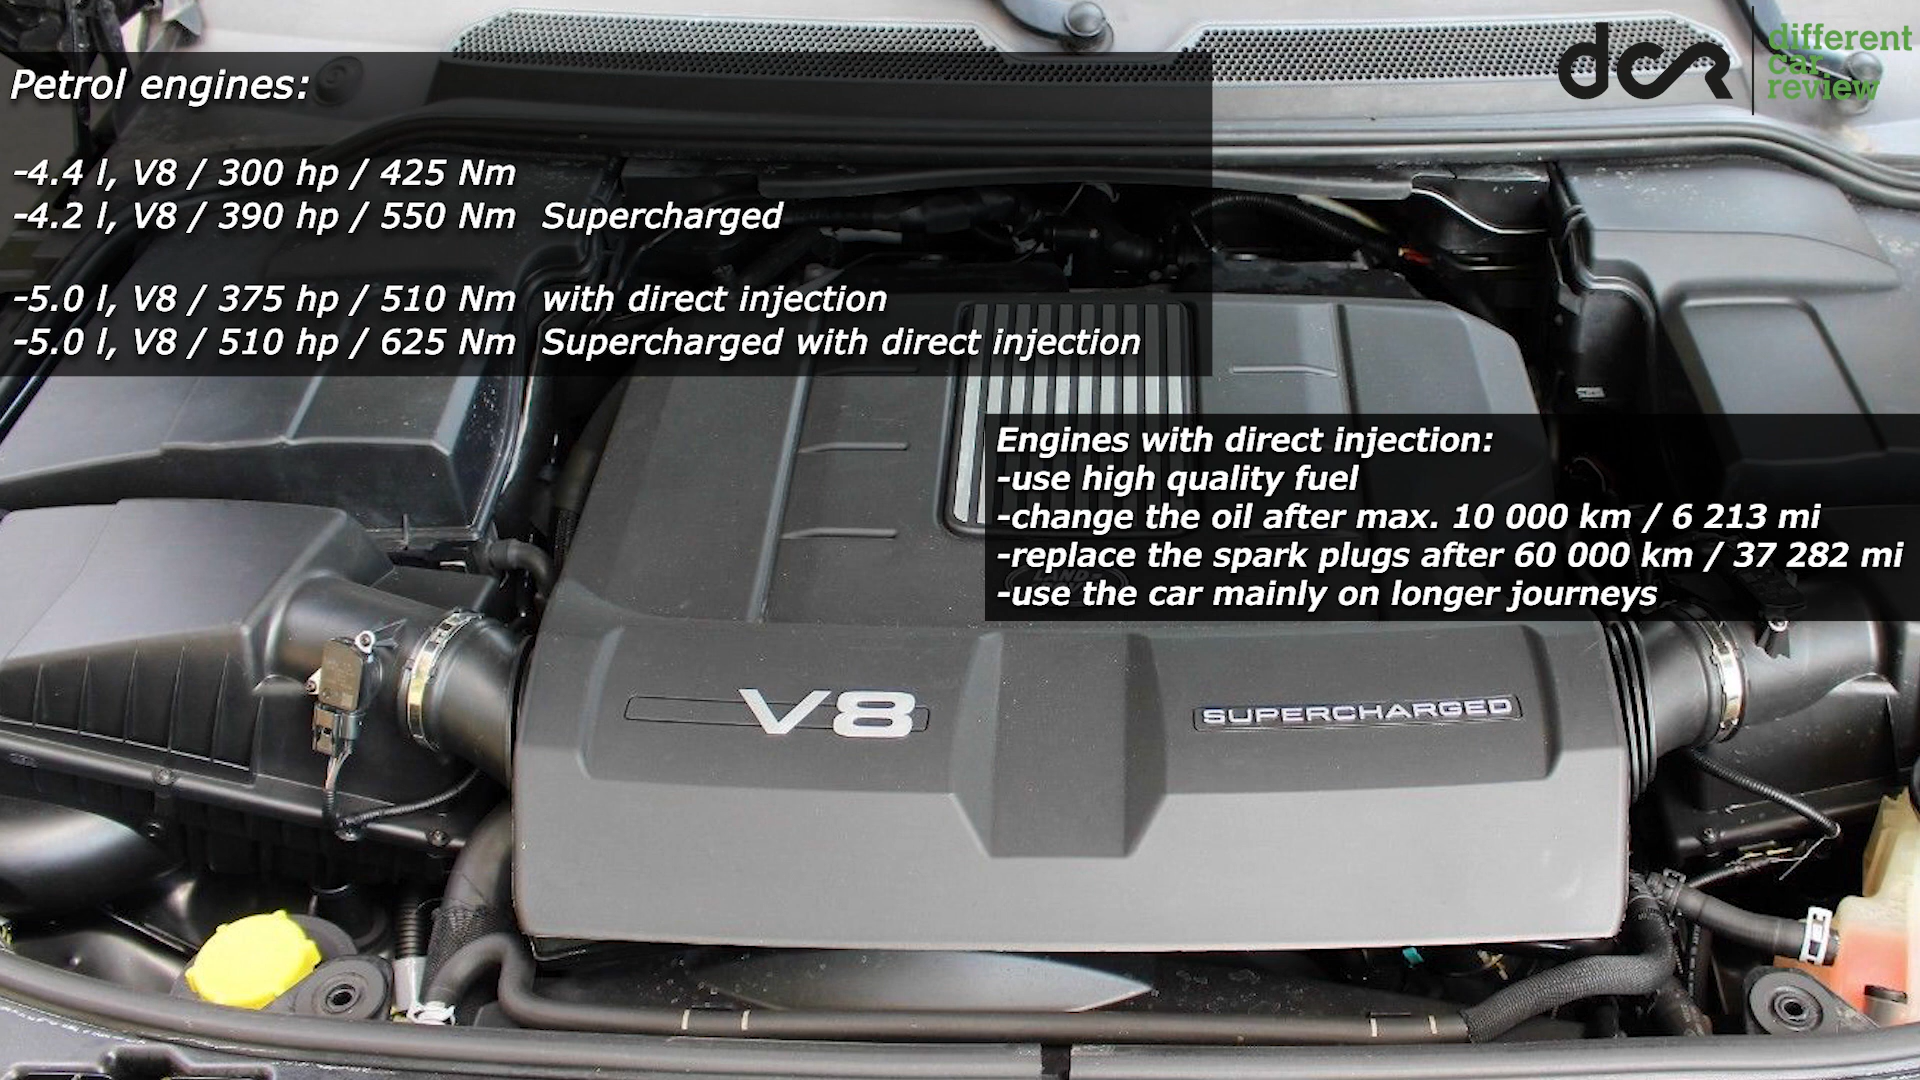 dcr
different
car
review
Petrol engines:
-4.4 l, V8 / 300 hp / 425 Nm
-4.2 l, V8 / 390 hp / 550 Nm Supercharged
-5.0 l, V8 / 375 hp / 510 Nm with direct injection
-5.0 l, V8 / 510 hp / 625 Nm Supercharged with direct injection
Engines with direct injection:
-use high quality fuel
-change the oil after max. 10 000 km / 6 213 mi
-replace the spark plugs after 60 000 km / 37 282 mi
-use the car mainly on longer journeys
V8
SUPERCHARGED